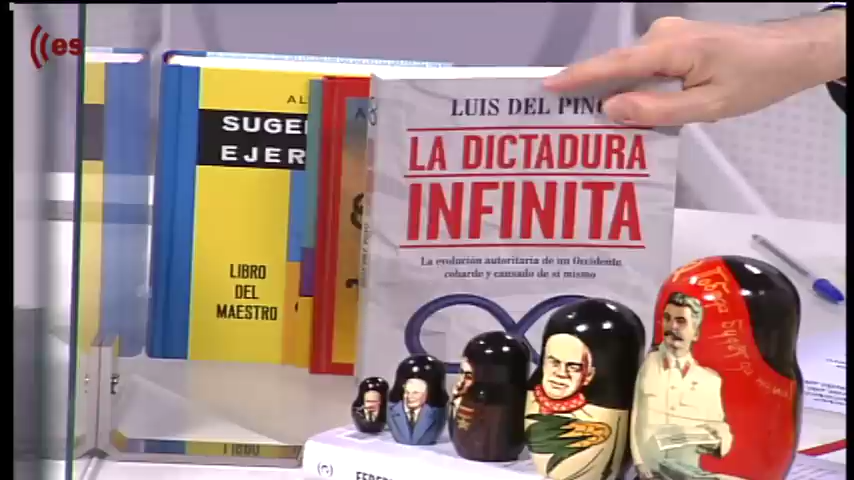 es
LUIS DEL PINO
LA DICTADURA
INFINITA
La evolución autoritaria de un Occidente
cobarde y cansado de sí mismo
AL
SUGE
EJER
LIBRO
DEL
MAESTRO
FEDER